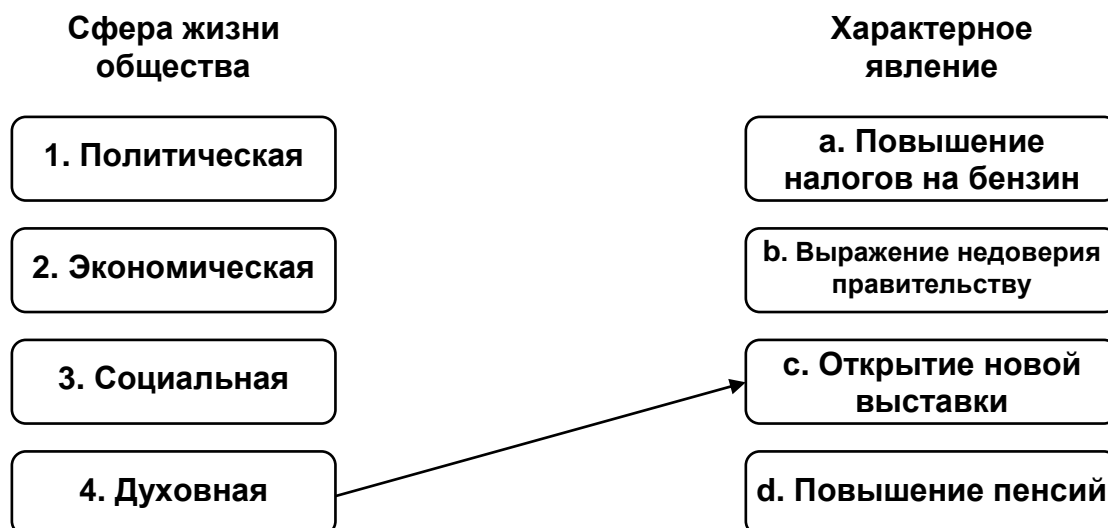 Сфера жизни
общества
Характерное
явление
1. Политическая
а. Повышение
налогов на бензин
2. Экономическая
b. Выражение недоверия
правительству
3. Социальная
с. Открытие новой
выставки
4. Духовная
d. Повышение пенсий